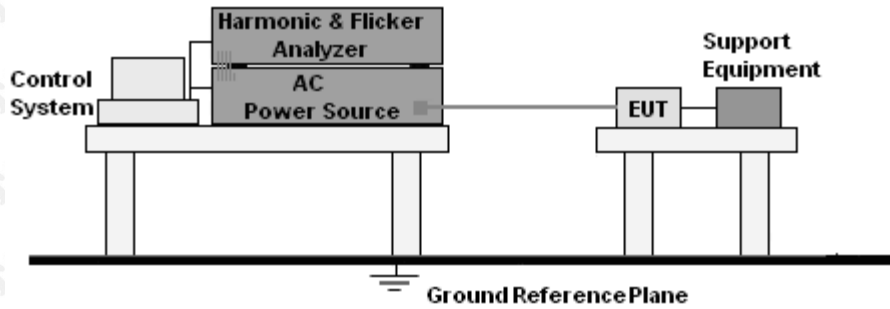 Harmonic & Flicker
Analyzer
AC
Power Source
Control
System
Support
Equipment
EUT
Ground Reference Plane